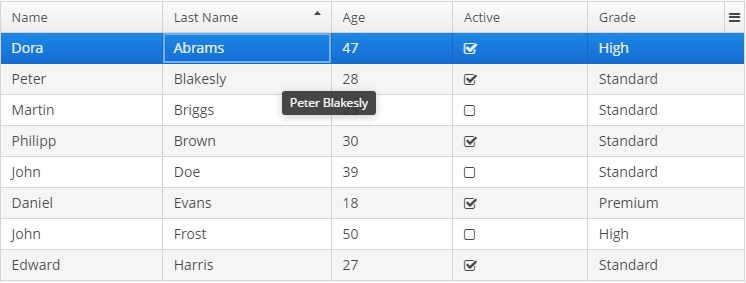 Name Last Name Age Active Grade
Dora Abrams 47 High
Peter Blakesly 28 Standard
Peter Blakesly
Martin Briggs Standard
Philipp Brown 30 Standard
John Doe 39 Standard
Daniel Evans 18 Premium
John Frost 50 High
Edward Harris 27 Standard